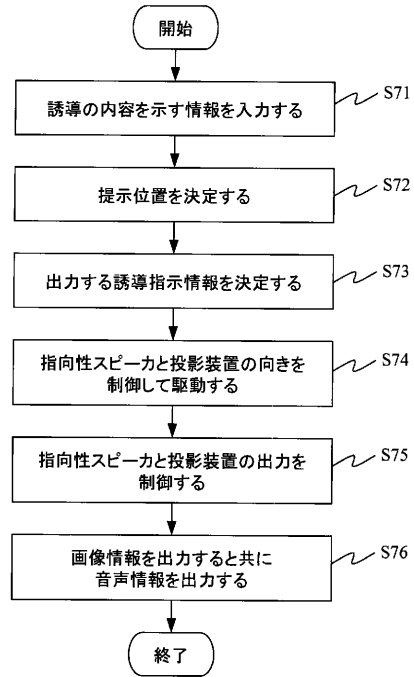 開始
誘導の内容を示す情報を入力する
S71
提示位置を決定する
S72
出力する誘導指示情報を決定する
S73
指向性スピーカと投影装置の向きを
制御して駆動する
S74
指向性スピーカと投影装置の出力を
制御する
S75
画像情報を出力すると共に
音声情報を出力する
S76
終了